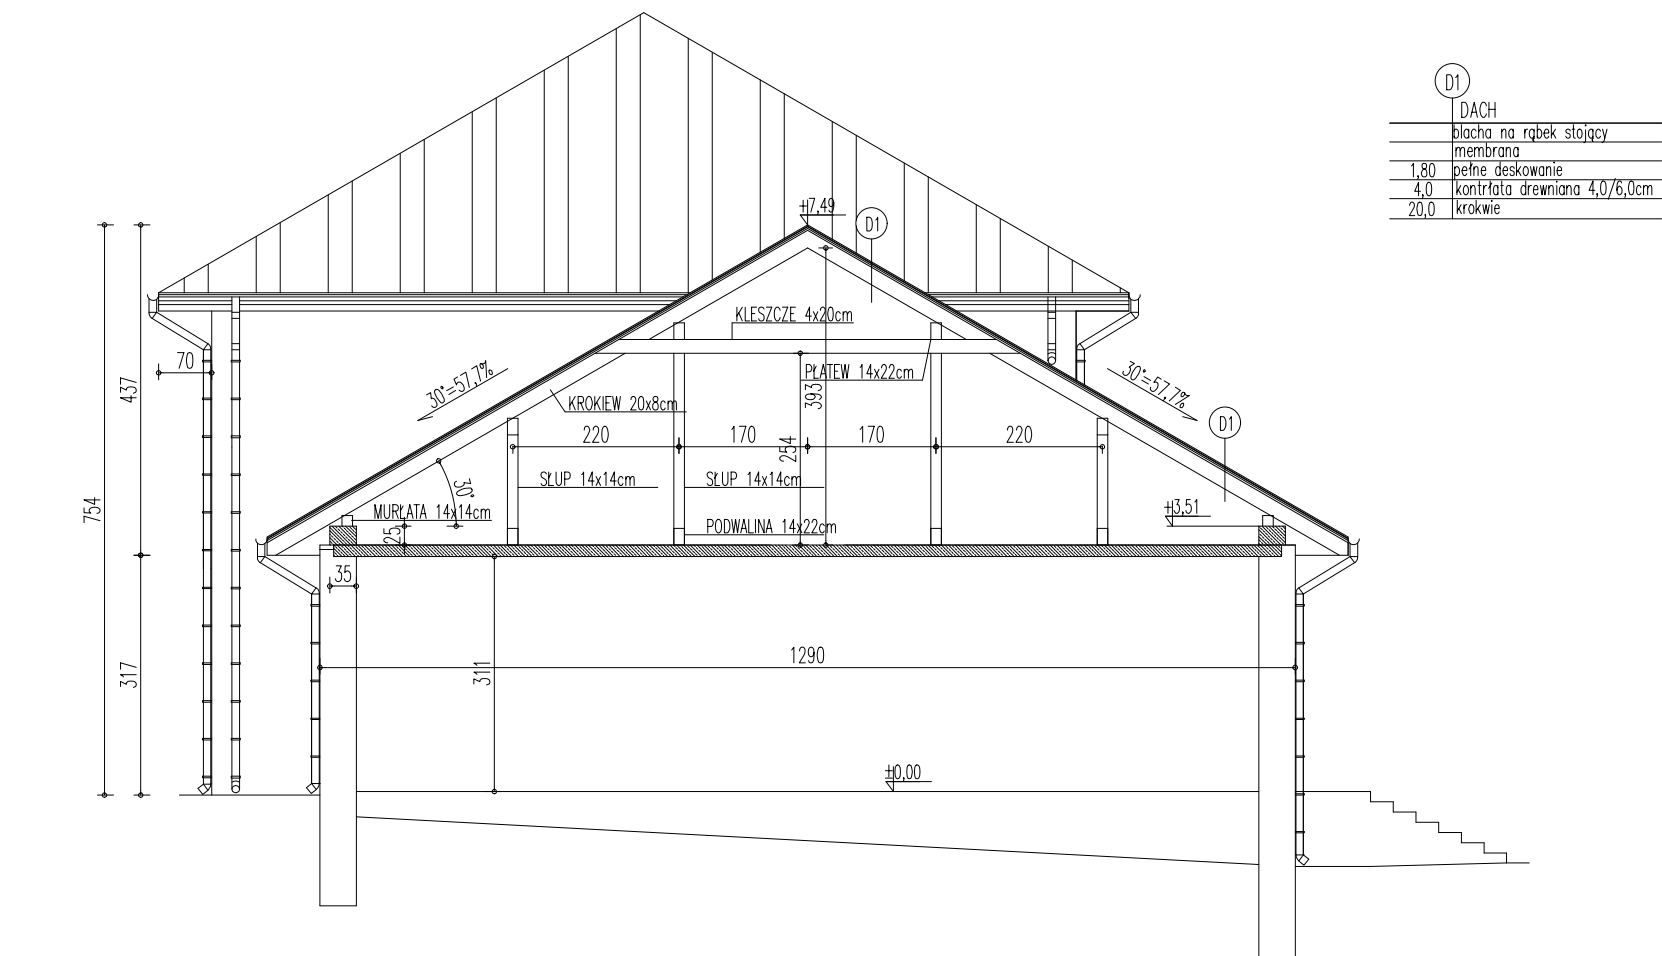 D1
DACH
blacha na rąbek stojący
membrana
1,80 pełne deskowanie
4,0 kontrłata drewniana 4,0/6,0cm
20,0 krokwie
+7,49
D1
KLESZCZE 4x20cm
70
30°=57,7%
PŁATEW 14x22cm
30°=57,7%
437
393
KROKIEW 20x8cm
D1
220
170
170
220
254
SŁUP 14x14cm
SŁUP 14x14cm
30°
754
MURŁATA 14x14cm
+3,51
25
PODWALINA 14x22cm
35
1290
317
311
±0,00